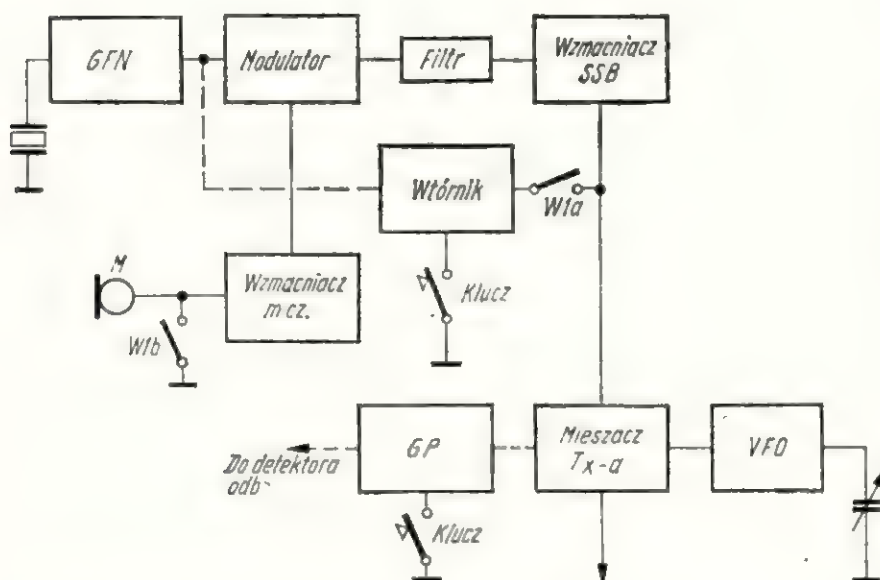 GFN
Modulator
Filtr
Wzmacniacz
SSB
Wtórnik
W1a
M
Wzmacniacz
m.cz.
Klucz
W1b
GP
Mieszacz
Tx-a
VFO
Do detektora
odb
Klucz